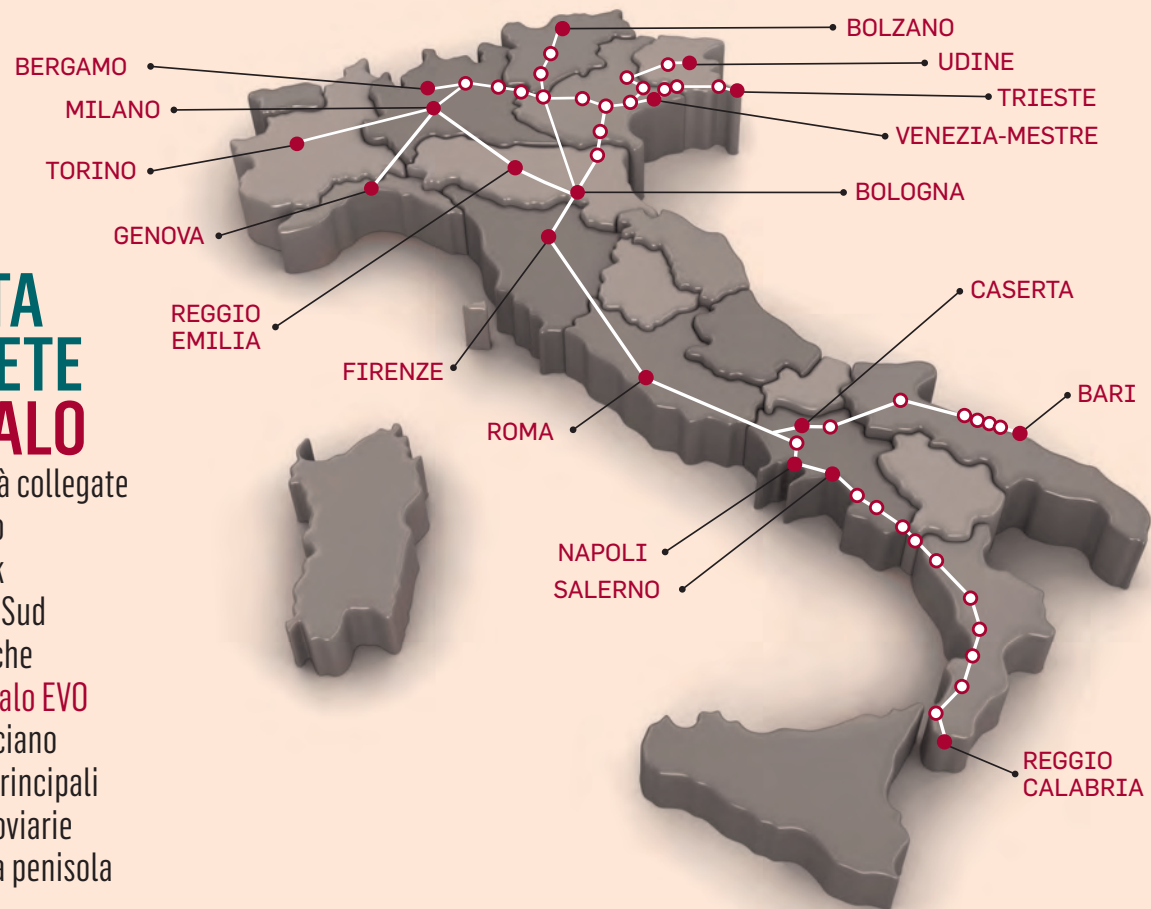 BOLZANO
BERGAMO
UDINE
MILANO
TRIESTE
VENEZIA-MESTRE
TORINO
BOLOGNA
GENOVA
CASERTA
REGGIO
EMILIA
FIRENZE
BARI
ROMA
NAPOLI
SALERNO
REGGIO
CALABRIA
TA
ETE
ALO
à collegate
Sud
che
alo EVO
ciano
rincipali
oviarie
a penisola